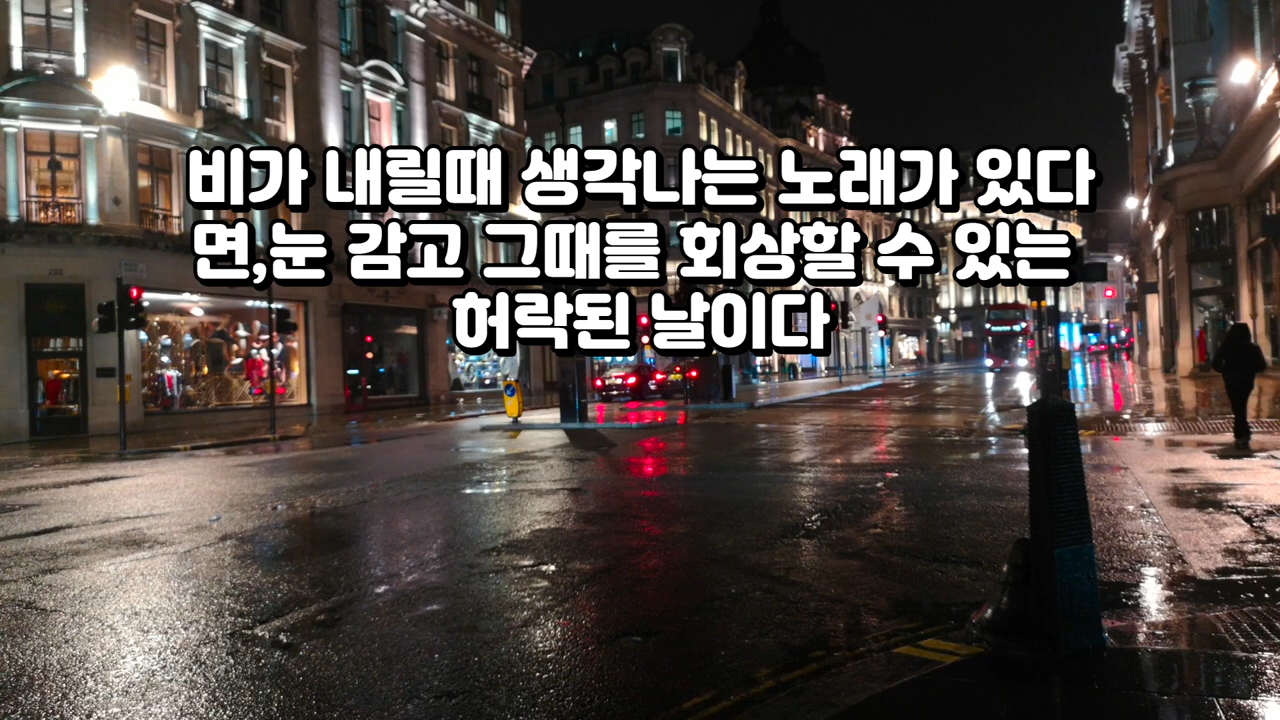 비가 내릴때 생각나는 노래가 있다
면,눈 감고 그때를 회상할 수 있는
허락된 날이다